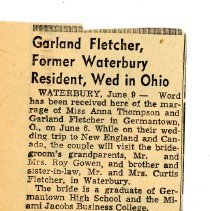 Garland Fletcher,
Former Waterbury
Resident, Wed in Ohio
WATERBURY, June 9 — Word
has been received here of the mar-
rage of Miss Anna Thompson and
Garland Fletcher in Germantown,
O., on June 6. While on their wed-
ding trip to New England and Can-
ada, the couple will visit the bride-
groom's grandparents, Mr. and
Mrs. Roy Gowen, and brother and
sister-in-law, Mr. and Mrs. Curtis
Fletcher, in Waterbury.
The bride is a graduate of Ger-
mantown High School and the Mi-
ami Jacobs Business College.